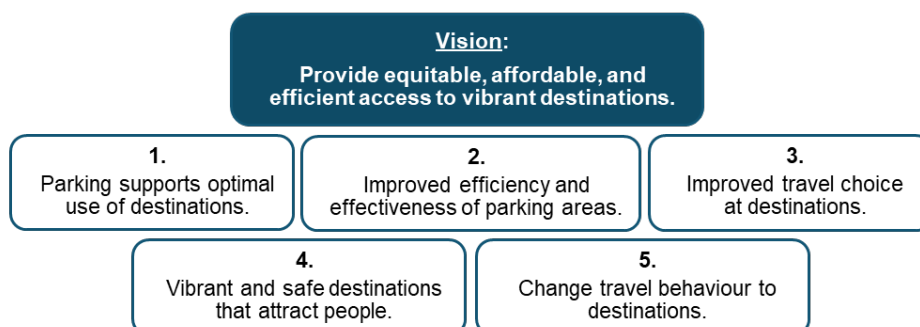 Vision:
Provide equitable, affordable, and
efficient access to vibrant destinations.
1.
Parking supports optimal
use of destinations.
2.
Improved efficiency and
effectiveness of parking areas.
3.
Improved travel choice
at destinations.
4.
Vibrant and safe destinations
that attract people.
5.
Change travel behaviour to
destinations.